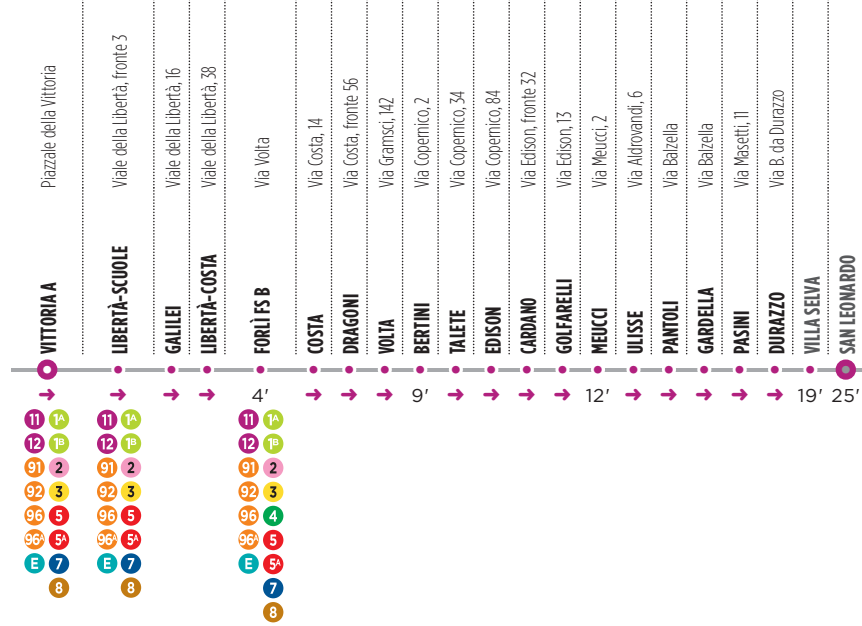 Piazzale della Vittoria
Viale della Libertà, fronte 3
Viale della Libertà, 16
Viale della Libertà, 38
Via Volta
Via Costa, 14
Via Costa, fronte 56
Via Gramsci, 142
Via Copernico, 2
Via Copernico, 34
Via Copernico, 84
Via Edison, fronte 32
Via Edison, 13
Via Meucci, 2
Via Aldrovandi, 6
Via Balzella
Via Balzella
Via Masetti, 11
Via B. da Durazzo
VITTORIA A
LIBERTÀ-SCUOLE
GALILEI
LIBERTÀ-COSTA
FORLÌ FS B
COSTA
DRAGONI
VOLTA
BERTINI
TALETE
EDISON
CARDANO
GOLFARELLI
MEUCCI
ULISSE
PANTOLI
GARDELLA
PASINI
DURAZZO
VILLA SELVA
SAN LEONARDO
➜ ➜ ➜ ➜ 4' ➜ ➜ ➜ 9' ➜ ➜ ➜ ➜ 12' ➜ ➜ ➜ ➜ ➜ 19' 25'
11 1A 11 1A 11 1A
12 1B 12 1B 12 1B
91 2 91 2 91 2
92 3 92 3 92 3
96 5 96 5 96 4
96A 5A 96A 5A 96A 5
E 7 E 7 E 5A
8 8 7
8